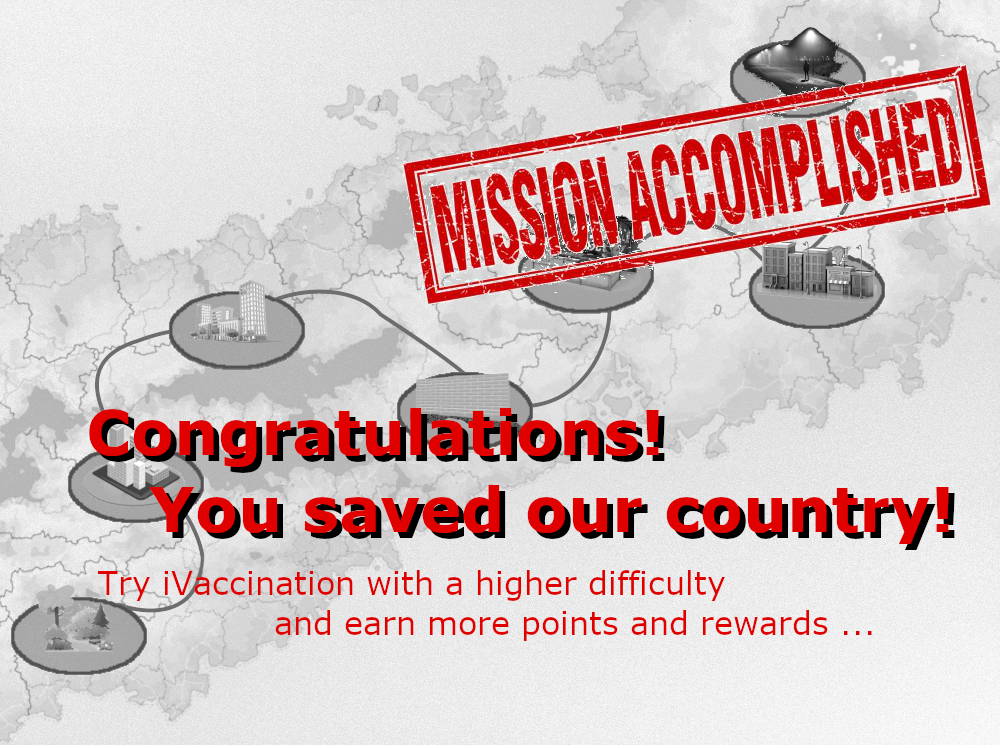 MISSION ACCOMPLISHED
Congratulations!
You saved our country!
Try iVaccination with a higher difficulty
and earn more points and rewards ...